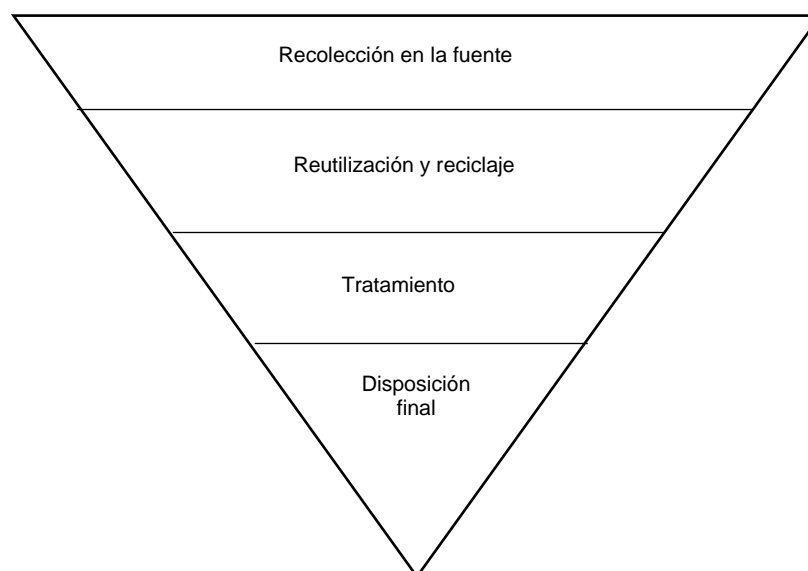 Recolección en la fuente
Reutilización y reciclaje
Tratamiento
Disposición
final